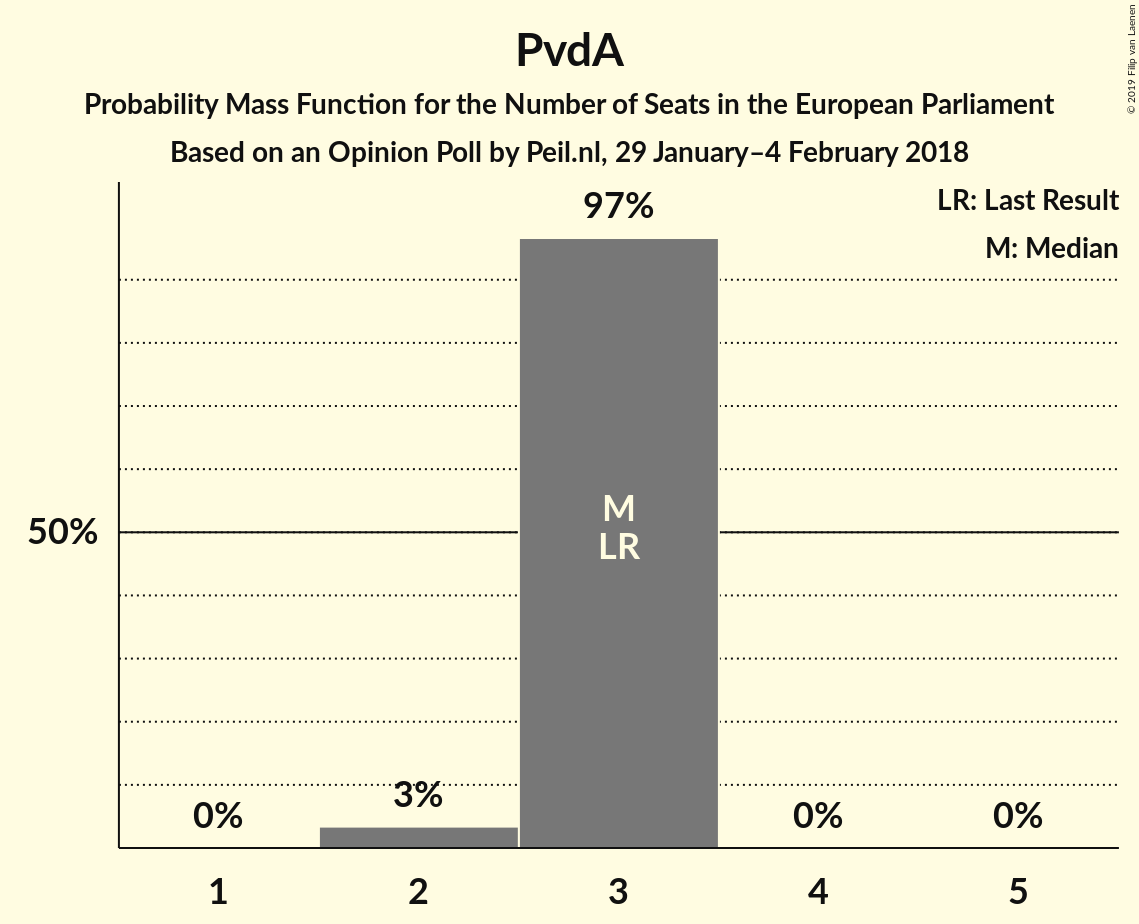 PvdA
Probability Mass Function for the Number of Seats in the European Parliament
Based on an Opinion Poll by Peil.nl, 29 January–4 February 2018
© 2019 Filip van Laenen
LR: Last Result
M: Median
97%
50%
M
LR
0%
3%
0%
0%
1
2
3
4
5